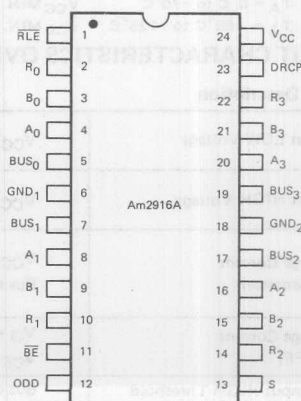 RLE 1 24 VCC
R0 2 23 DRCP
B0 3 22 R3
A0 4 21 B3
BUS0 5 20 A3
GND1 6 19 BUS3
Am2916A
BUS1 7 18 GND2
A1 8 17 BUS2
B1 9 16 A2
R1 10 15 B2
BE 11 14 R2
ODD 12 13 S